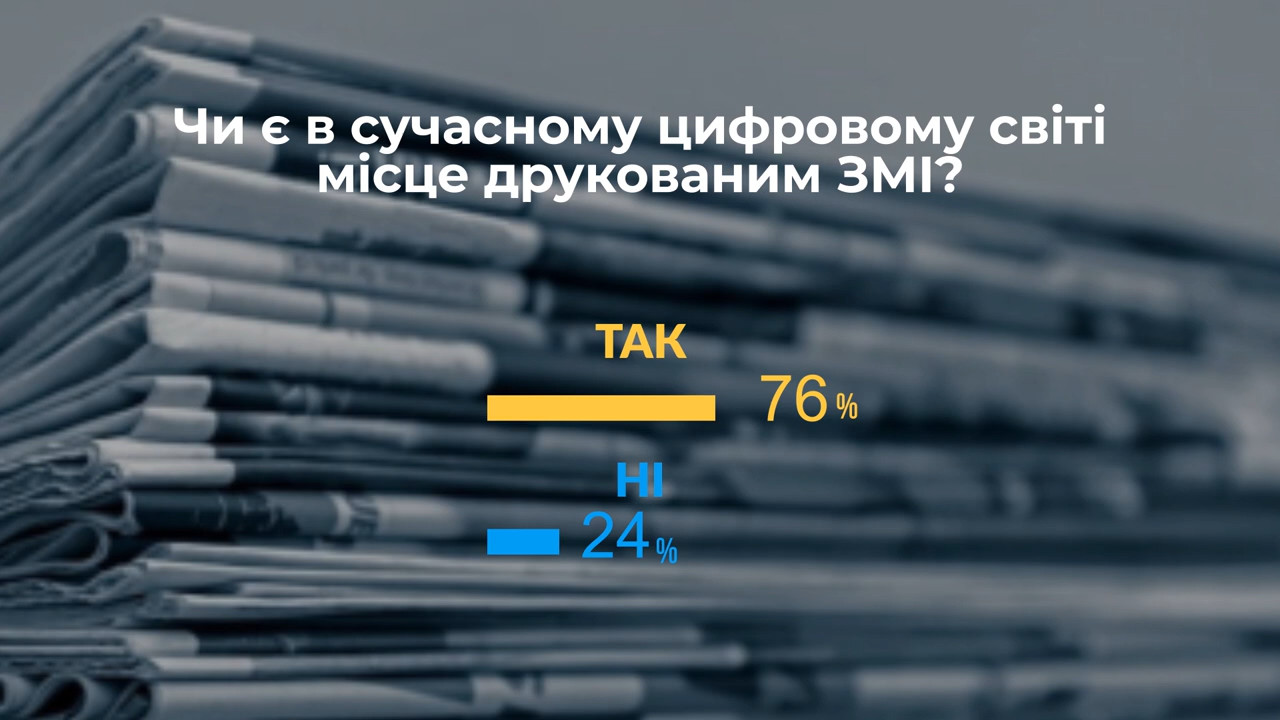 Чи є в сучасному цифровому світі
місце друкованим ЗМІ?
ТАК
76%
НІ
24%